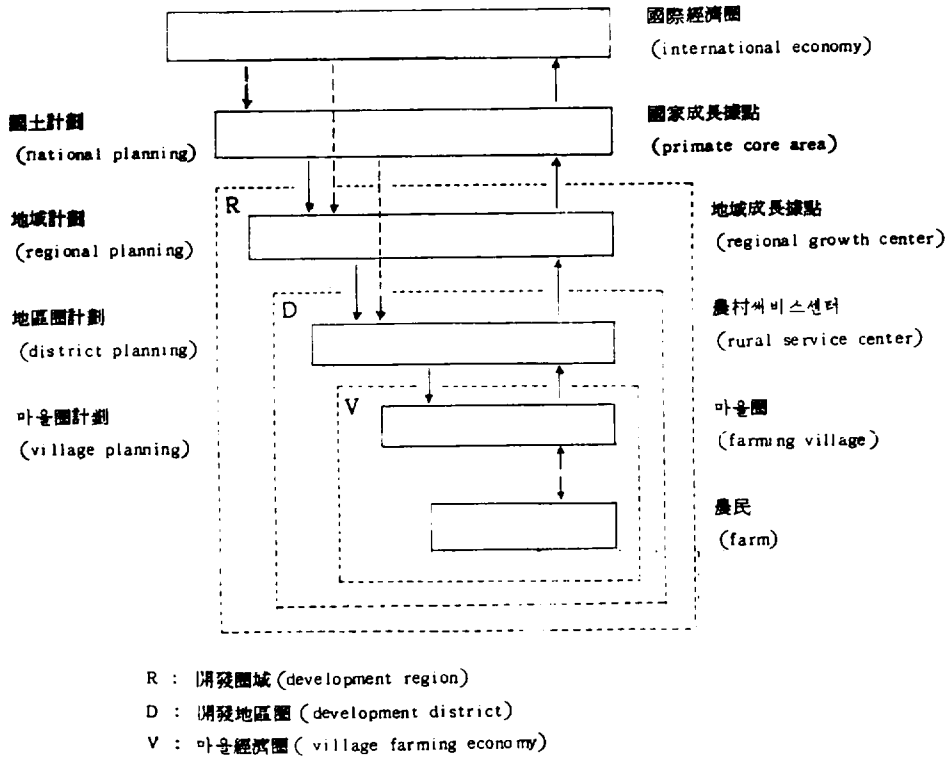 國際經濟圈
(international economy)
國土計劃
(national planning)
國家成長據點
(primate core area)
R
地域計劃
(regional planning)
地域成長據點
(regional growth center)
D
地區圈計劃
(district planning)
農村써비스센터
(rural service center)
V
마을圈計劃
(village planning)
마을圈
(farming village)
農民
(farm)
R : 開發圈域 (development region)
D : 開發地區圈 (development district)
V : 마을經濟圈 ( village farming economy)